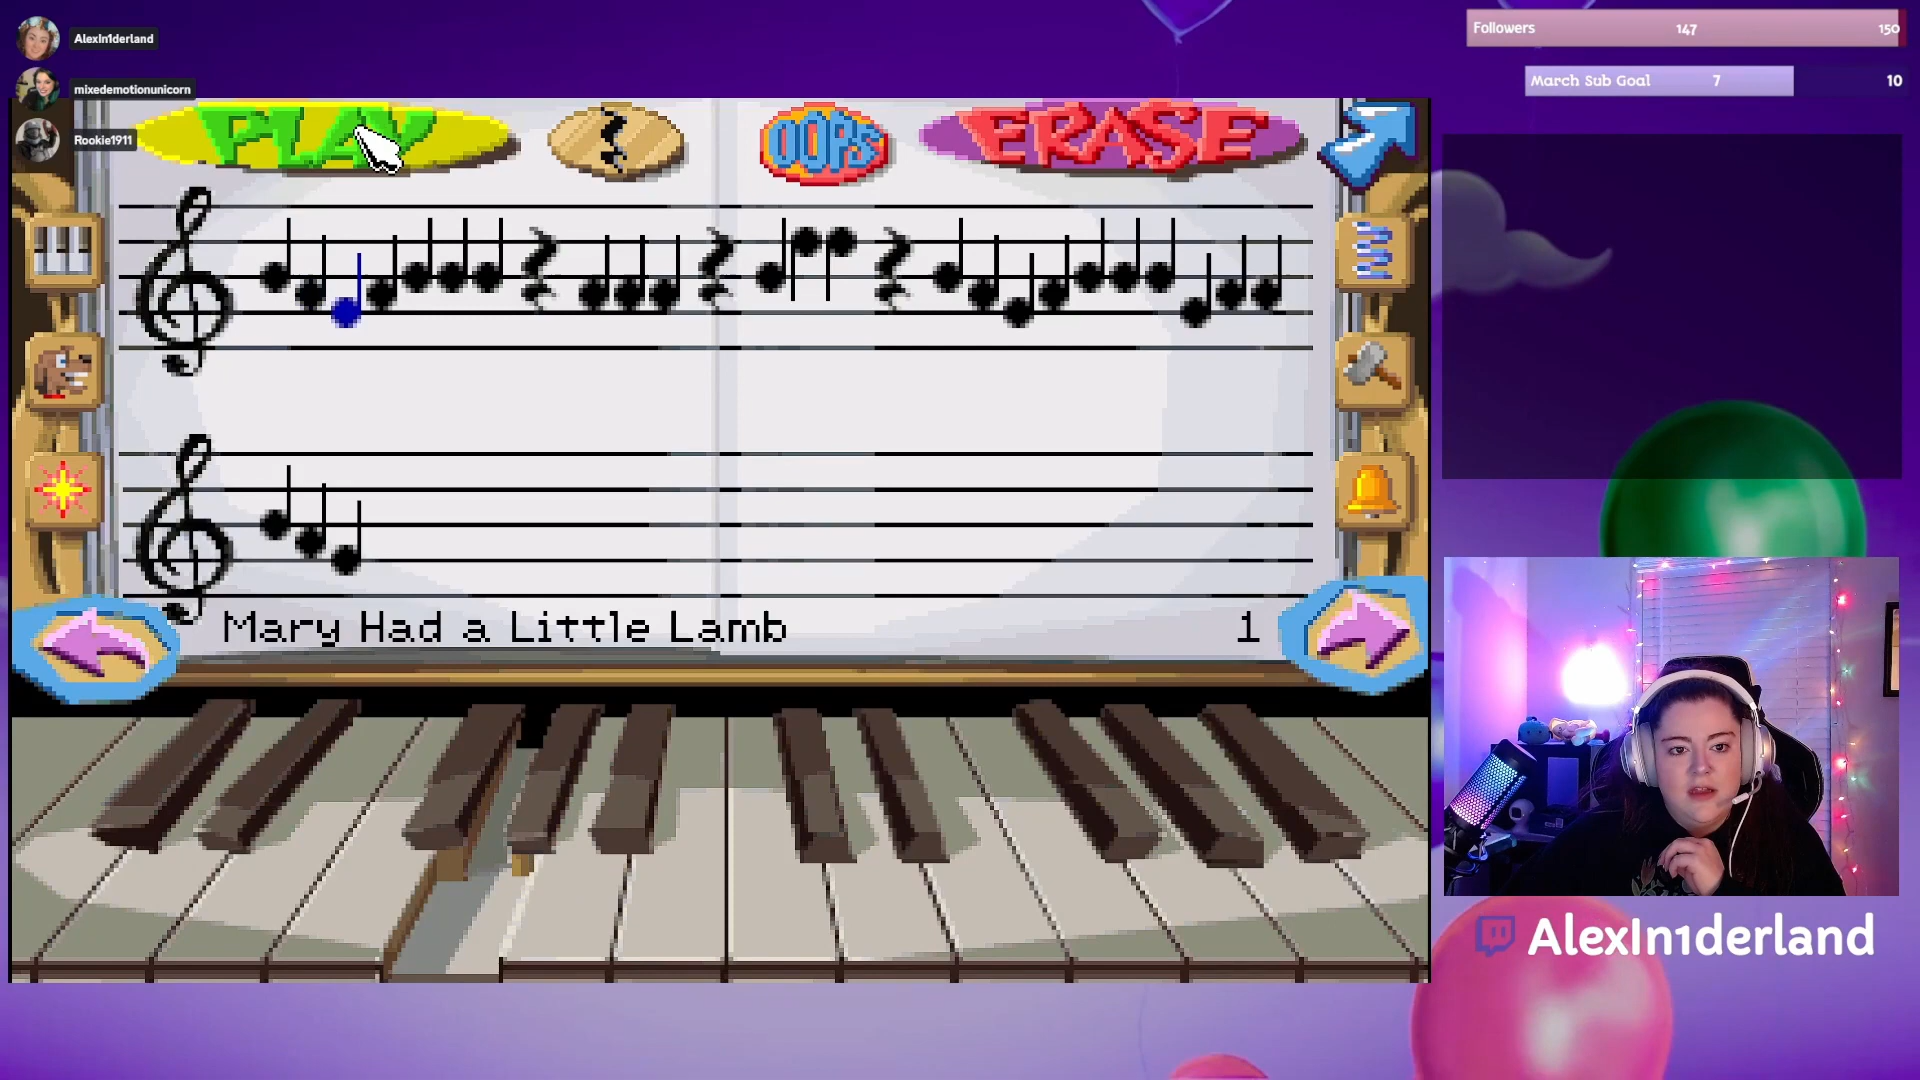 AlexIn1derland
mixedemotionunicorn
Rookie1911
Followers 147 150
March Sub Goal 7 10
PLAY
OOPS
ERASE
Mary Had a Little Lamb 1
AlexIn1derland